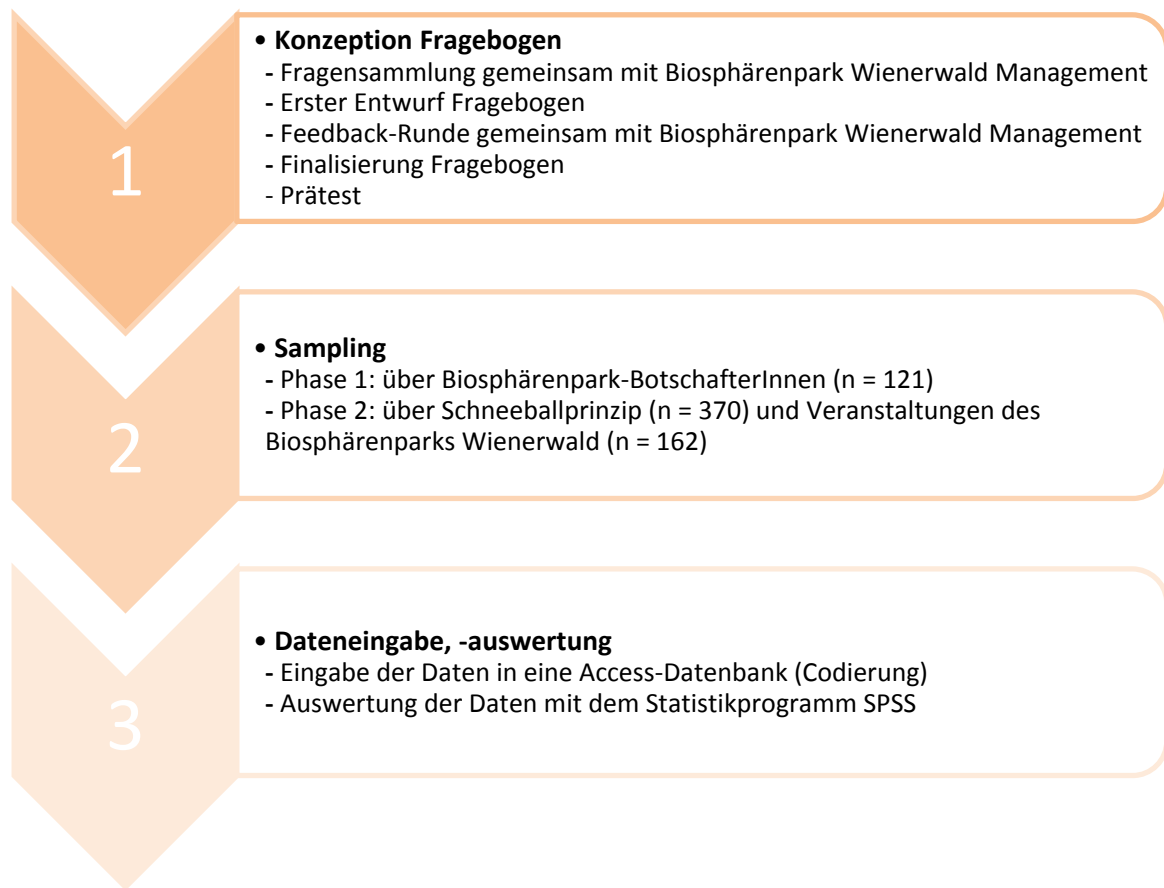 1
• Konzeption Fragebogen
- Fragensammlung gemeinsam mit Biosphärenpark Wienerwald Management
- Erster Entwurf Fragebogen
- Feedback-Runde gemeinsam mit Biosphärenpark Wienerwald Management
- Finalisierung Fragebogen
- Prätest
2
• Sampling
- Phase 1: über Biosphärenpark-BotschafterInnen (n = 121)
- Phase 2: über Schneeballprinzip (n = 370) und Veranstaltungen des
Biosphärenparks Wienerwald (n = 162)
3
• Dateneingabe, -auswertung
- Eingabe der Daten in eine Access-Datenbank (Codierung)
- Auswertung der Daten mit dem Statistikprogramm SPSS